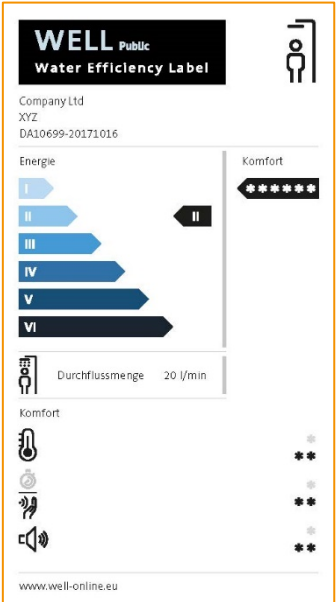 WELL Public
Water Efficiency Label
Company Ltd
XYZ
DA10699-20171016
Energie Komfort
I ******
II II
III
IV
V
VI
Durchflussmenge 20 l/min
Komfort
*
**
*
**
*
**
www.well-online.eu